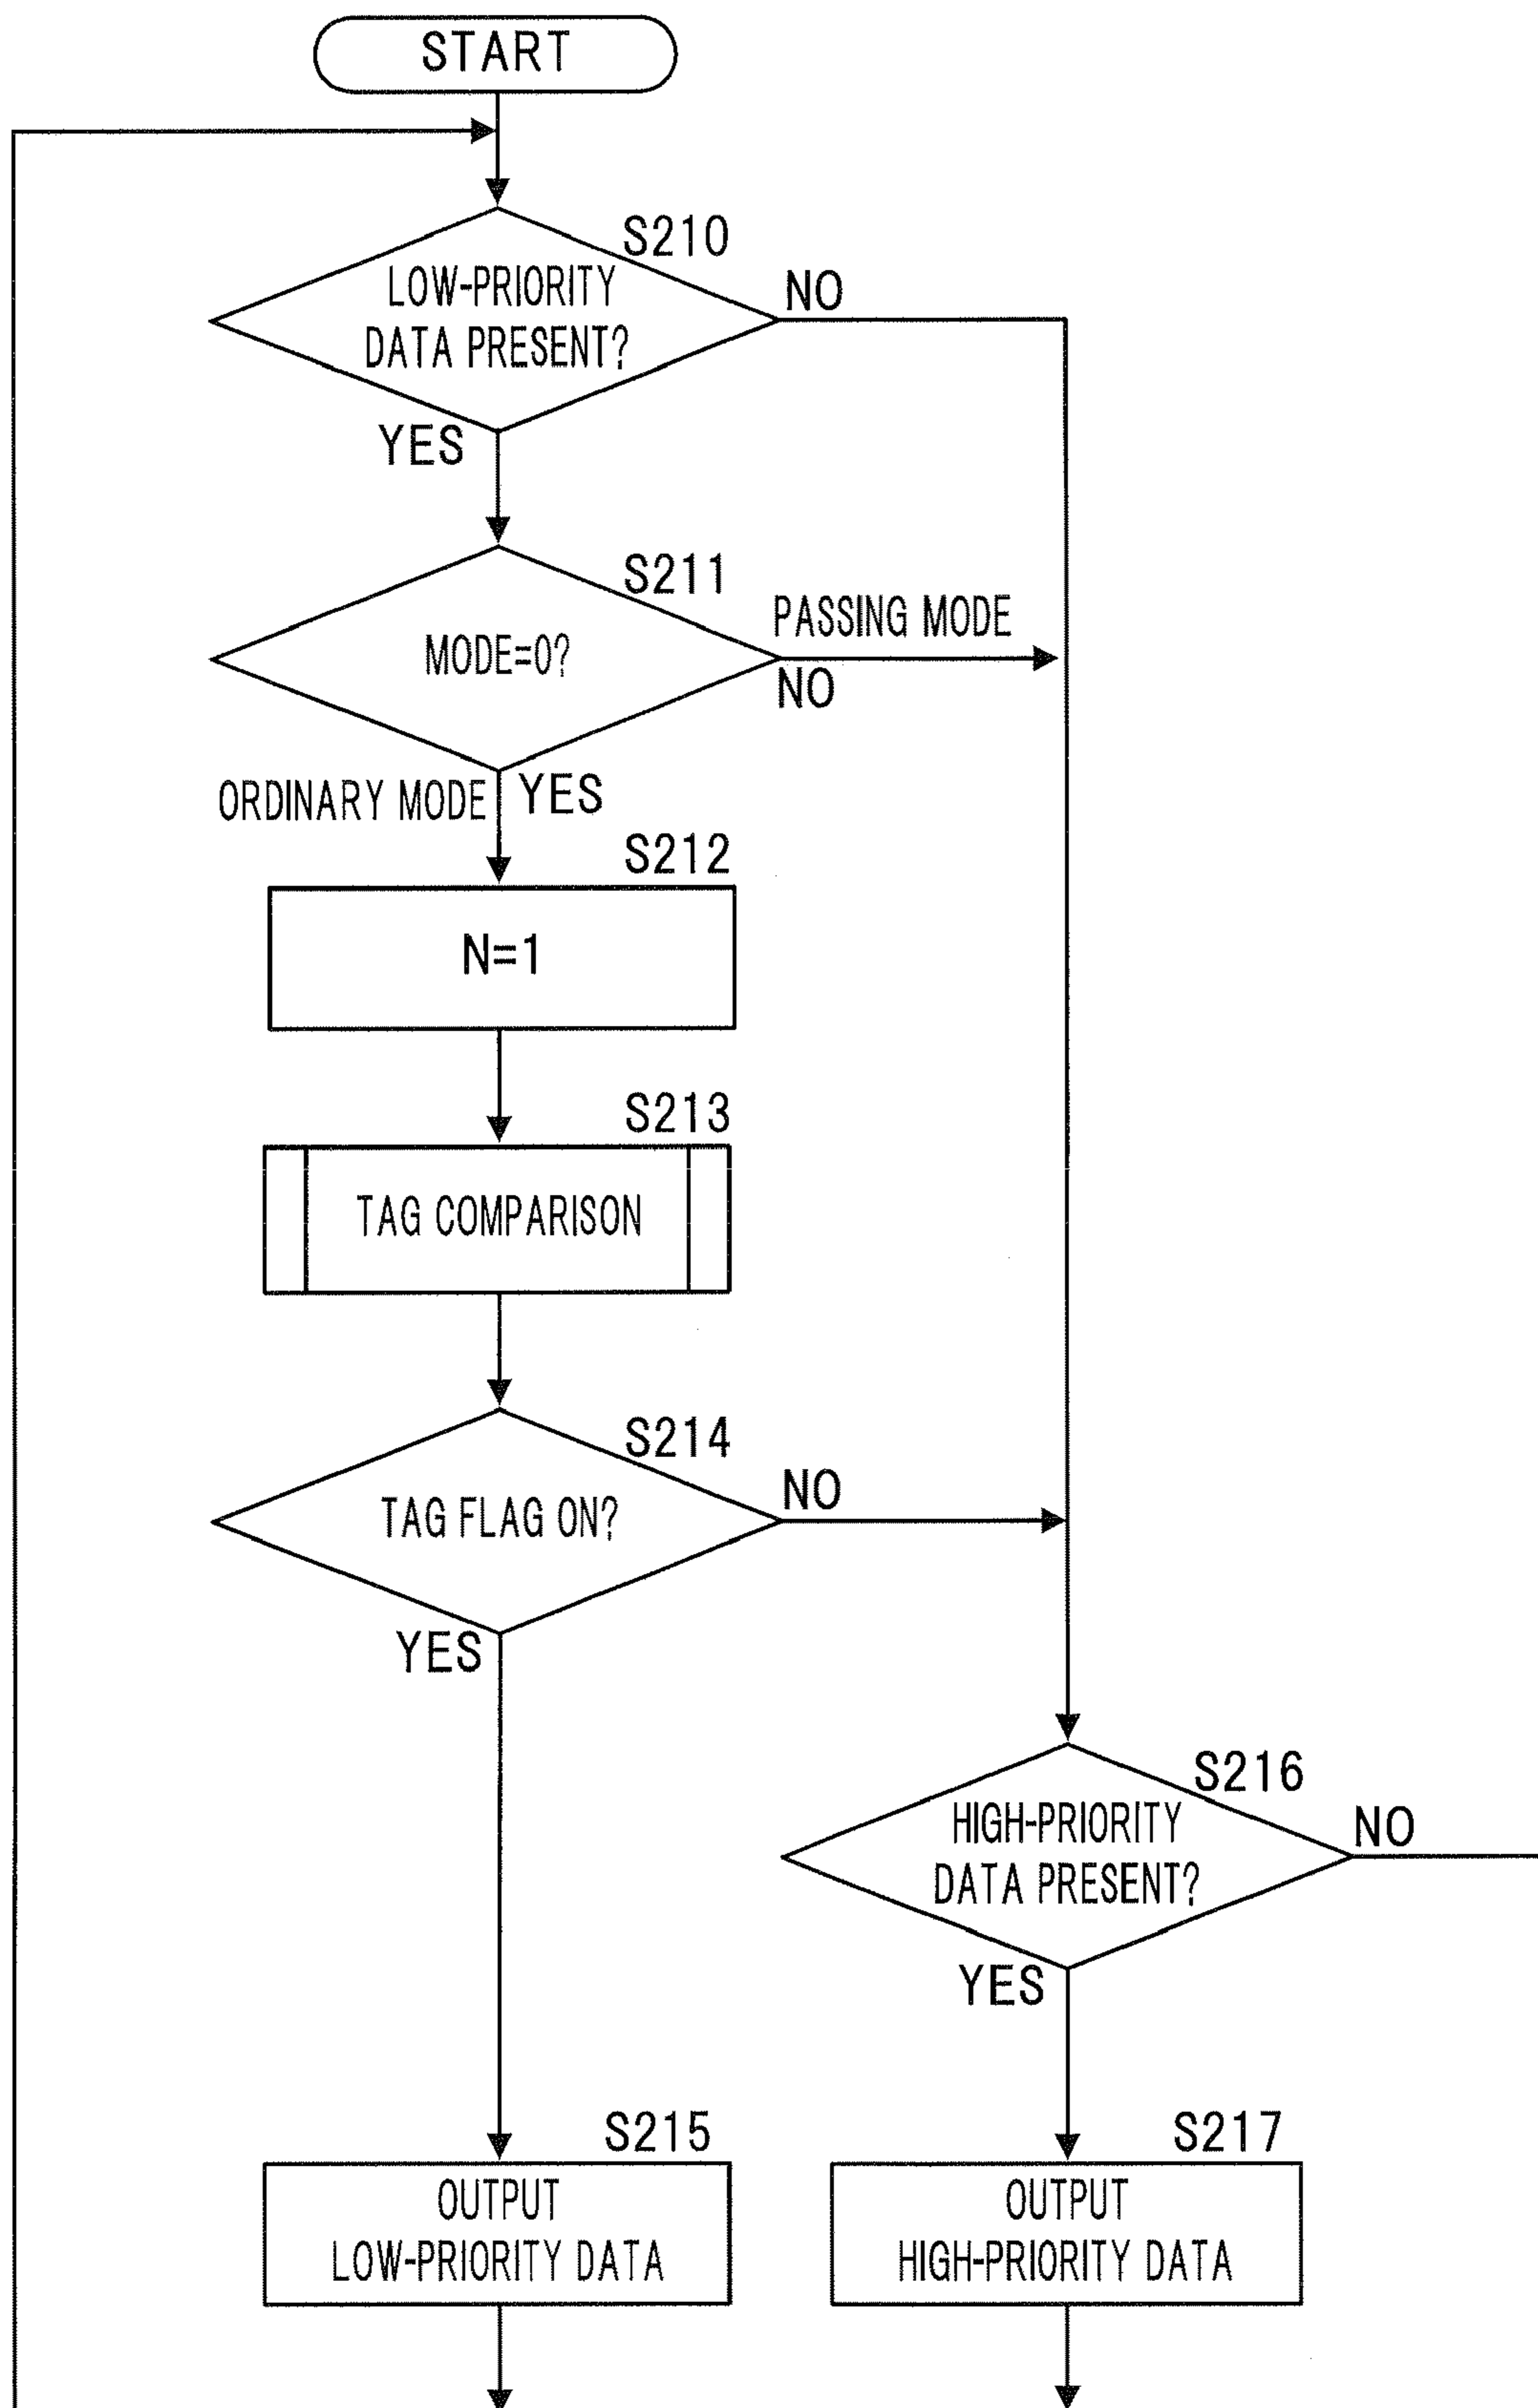 START
S210
LOW-PRIORITY
DATA PRESENT?
NO
YES
S211
MODE=0?
PASSING MODE
NO
ORDINARY MODE
YES
S212
N=1
S213
TAG COMPARISON
S214
TAG FLAG ON?
NO
YES
S216
HIGH-PRIORITY
DATA PRESENT?
NO
YES
S215
OUTPUT
LOW-PRIORITY DATA
S217
OUTPUT
HIGH-PRIORITY DATA